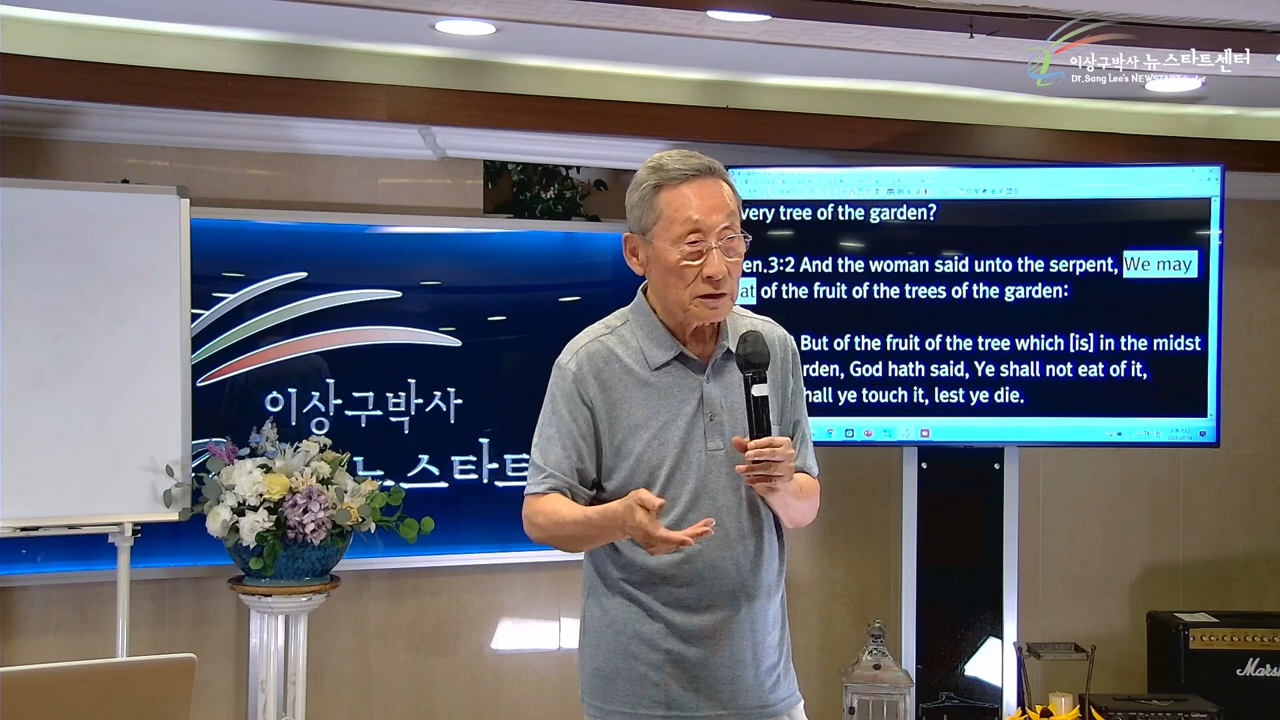 이상구박사 뉴스타트센터
Dr.Sang Lee's NEWSTART Center
very tree of the garden?
en.3:2 And the woman said unto the serpent, We may
at of the fruit of the trees of the garden:
But of the fruit of the tree which [is] in the midst
rden, God hath said, Ye shall not eat of it,
hall ye touch it, lest ye die.
이상구박사
뉴스타트
Marsh